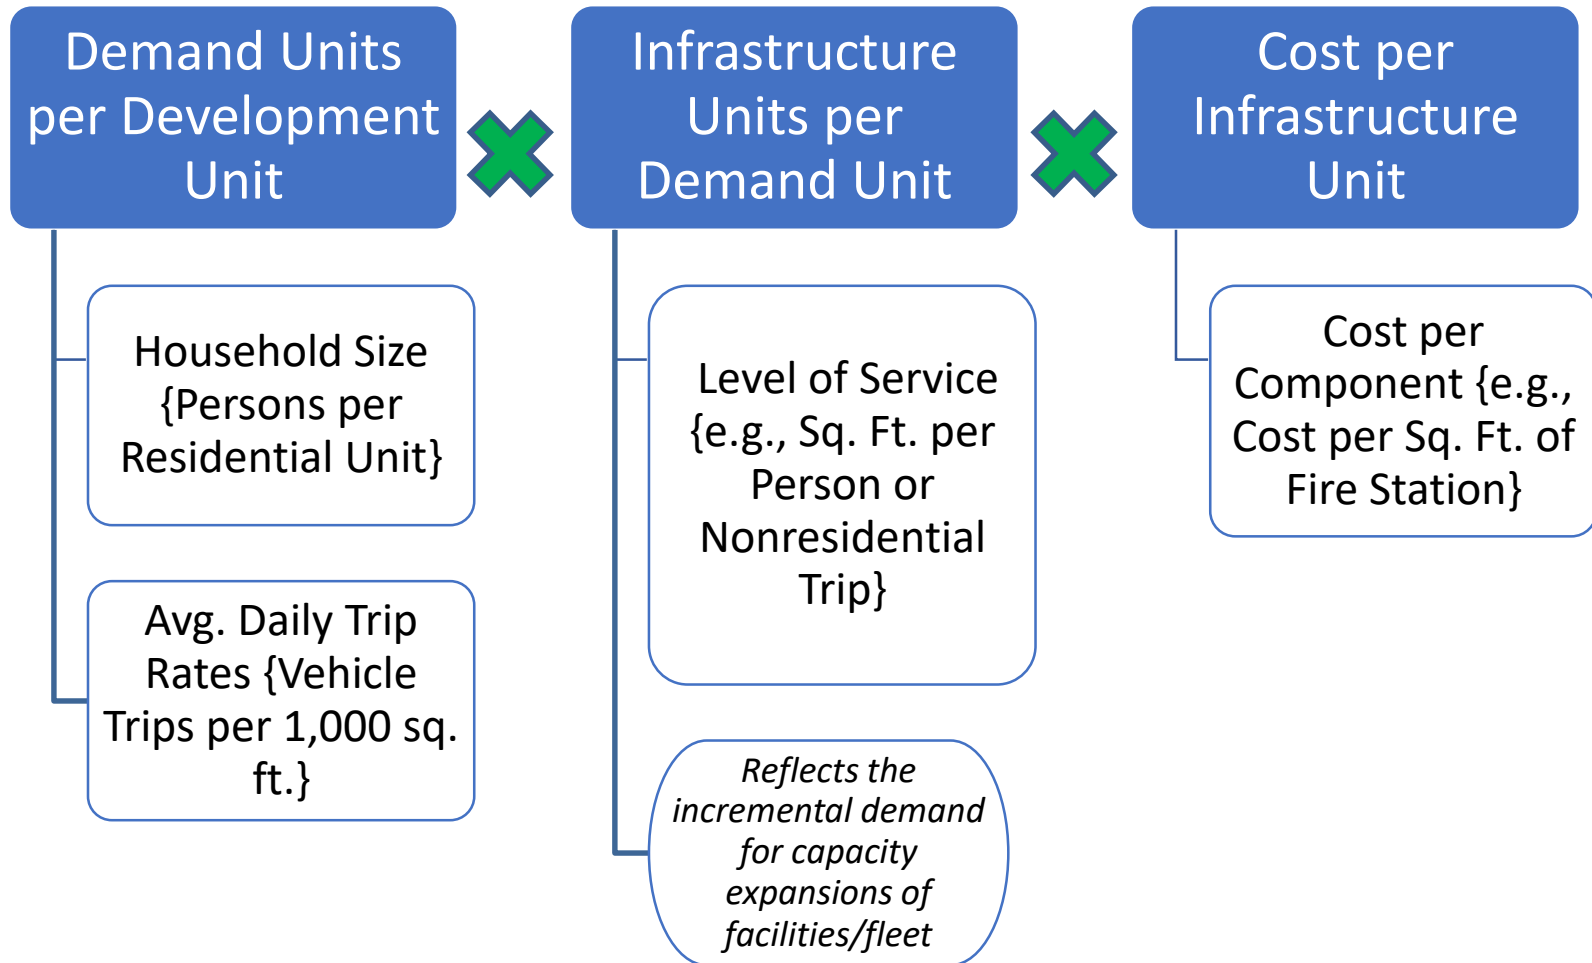 Demand Units
per Development
Unit
Infrastructure
Units per
Demand Unit
Cost per
Infrastructure
Unit
Household Size
{Persons per
Residential Unit}
Avg. Daily Trip
Rates {Vehicle
Trips per 1,000 sq.
ft.}
Level of Service
{e.g., Sq. Ft. per
Person or
Nonresidential
Trip}
Reflects the
incremental demand
for capacity
expansions of
facilities/fleet
Cost per
Component {e.g.,
Cost per Sq. Ft. of
Fire Station}